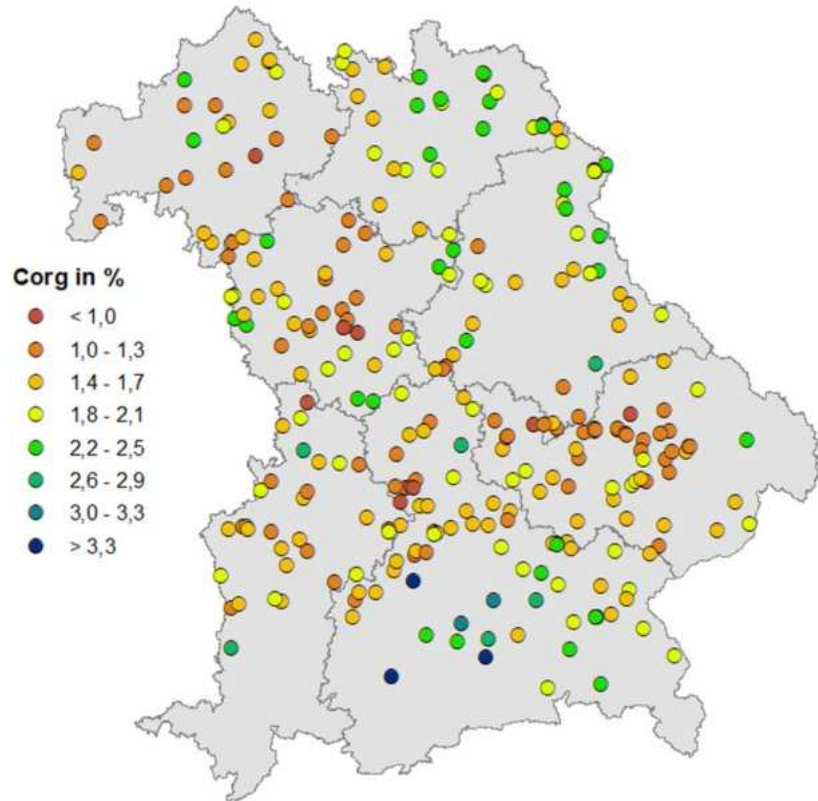 Corg in %
< 1,0
1,0 - 1,3
1,4 - 1,7
1,8 - 2,1
2,2 - 2,5
2,6 - 2,9
3,0 - 3,3
> 3,3